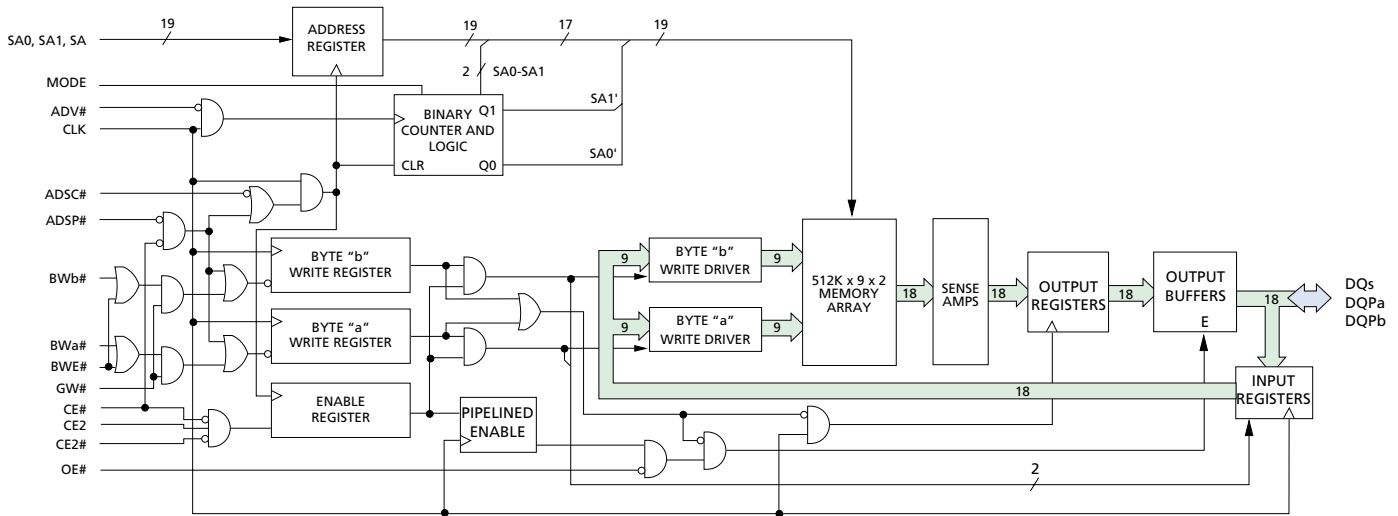 SA0, SA1, SA
19
ADDRESS
REGISTER
19
17
19
2
SA0-SA1
MODE
ADV#
CLK
BINARY
COUNTER AND
LOGIC
Q1
CLR
Q0
SA1'
SA0'
ADSC#
ADSP#
BYTE “b”
WRITE REGISTER
BWb#
BYTE “a”
WRITE REGISTER
BWa#
BWE#
GW#
CE#
CE2
CE2#
OE#
ENABLE
REGISTER
PIPELINED
ENABLE
9
BYTE “b”
WRITE DRIVER
9
9
BYTE “a”
WRITE DRIVER
9
512K x 9 x 2
MEMORY
ARRAY
18
SENSE
AMPS
18
OUTPUT
REGISTERS
18
OUTPUT
BUFFERS
E
18
DQs
DQPa
DQPb
18
INPUT
REGISTERS
2